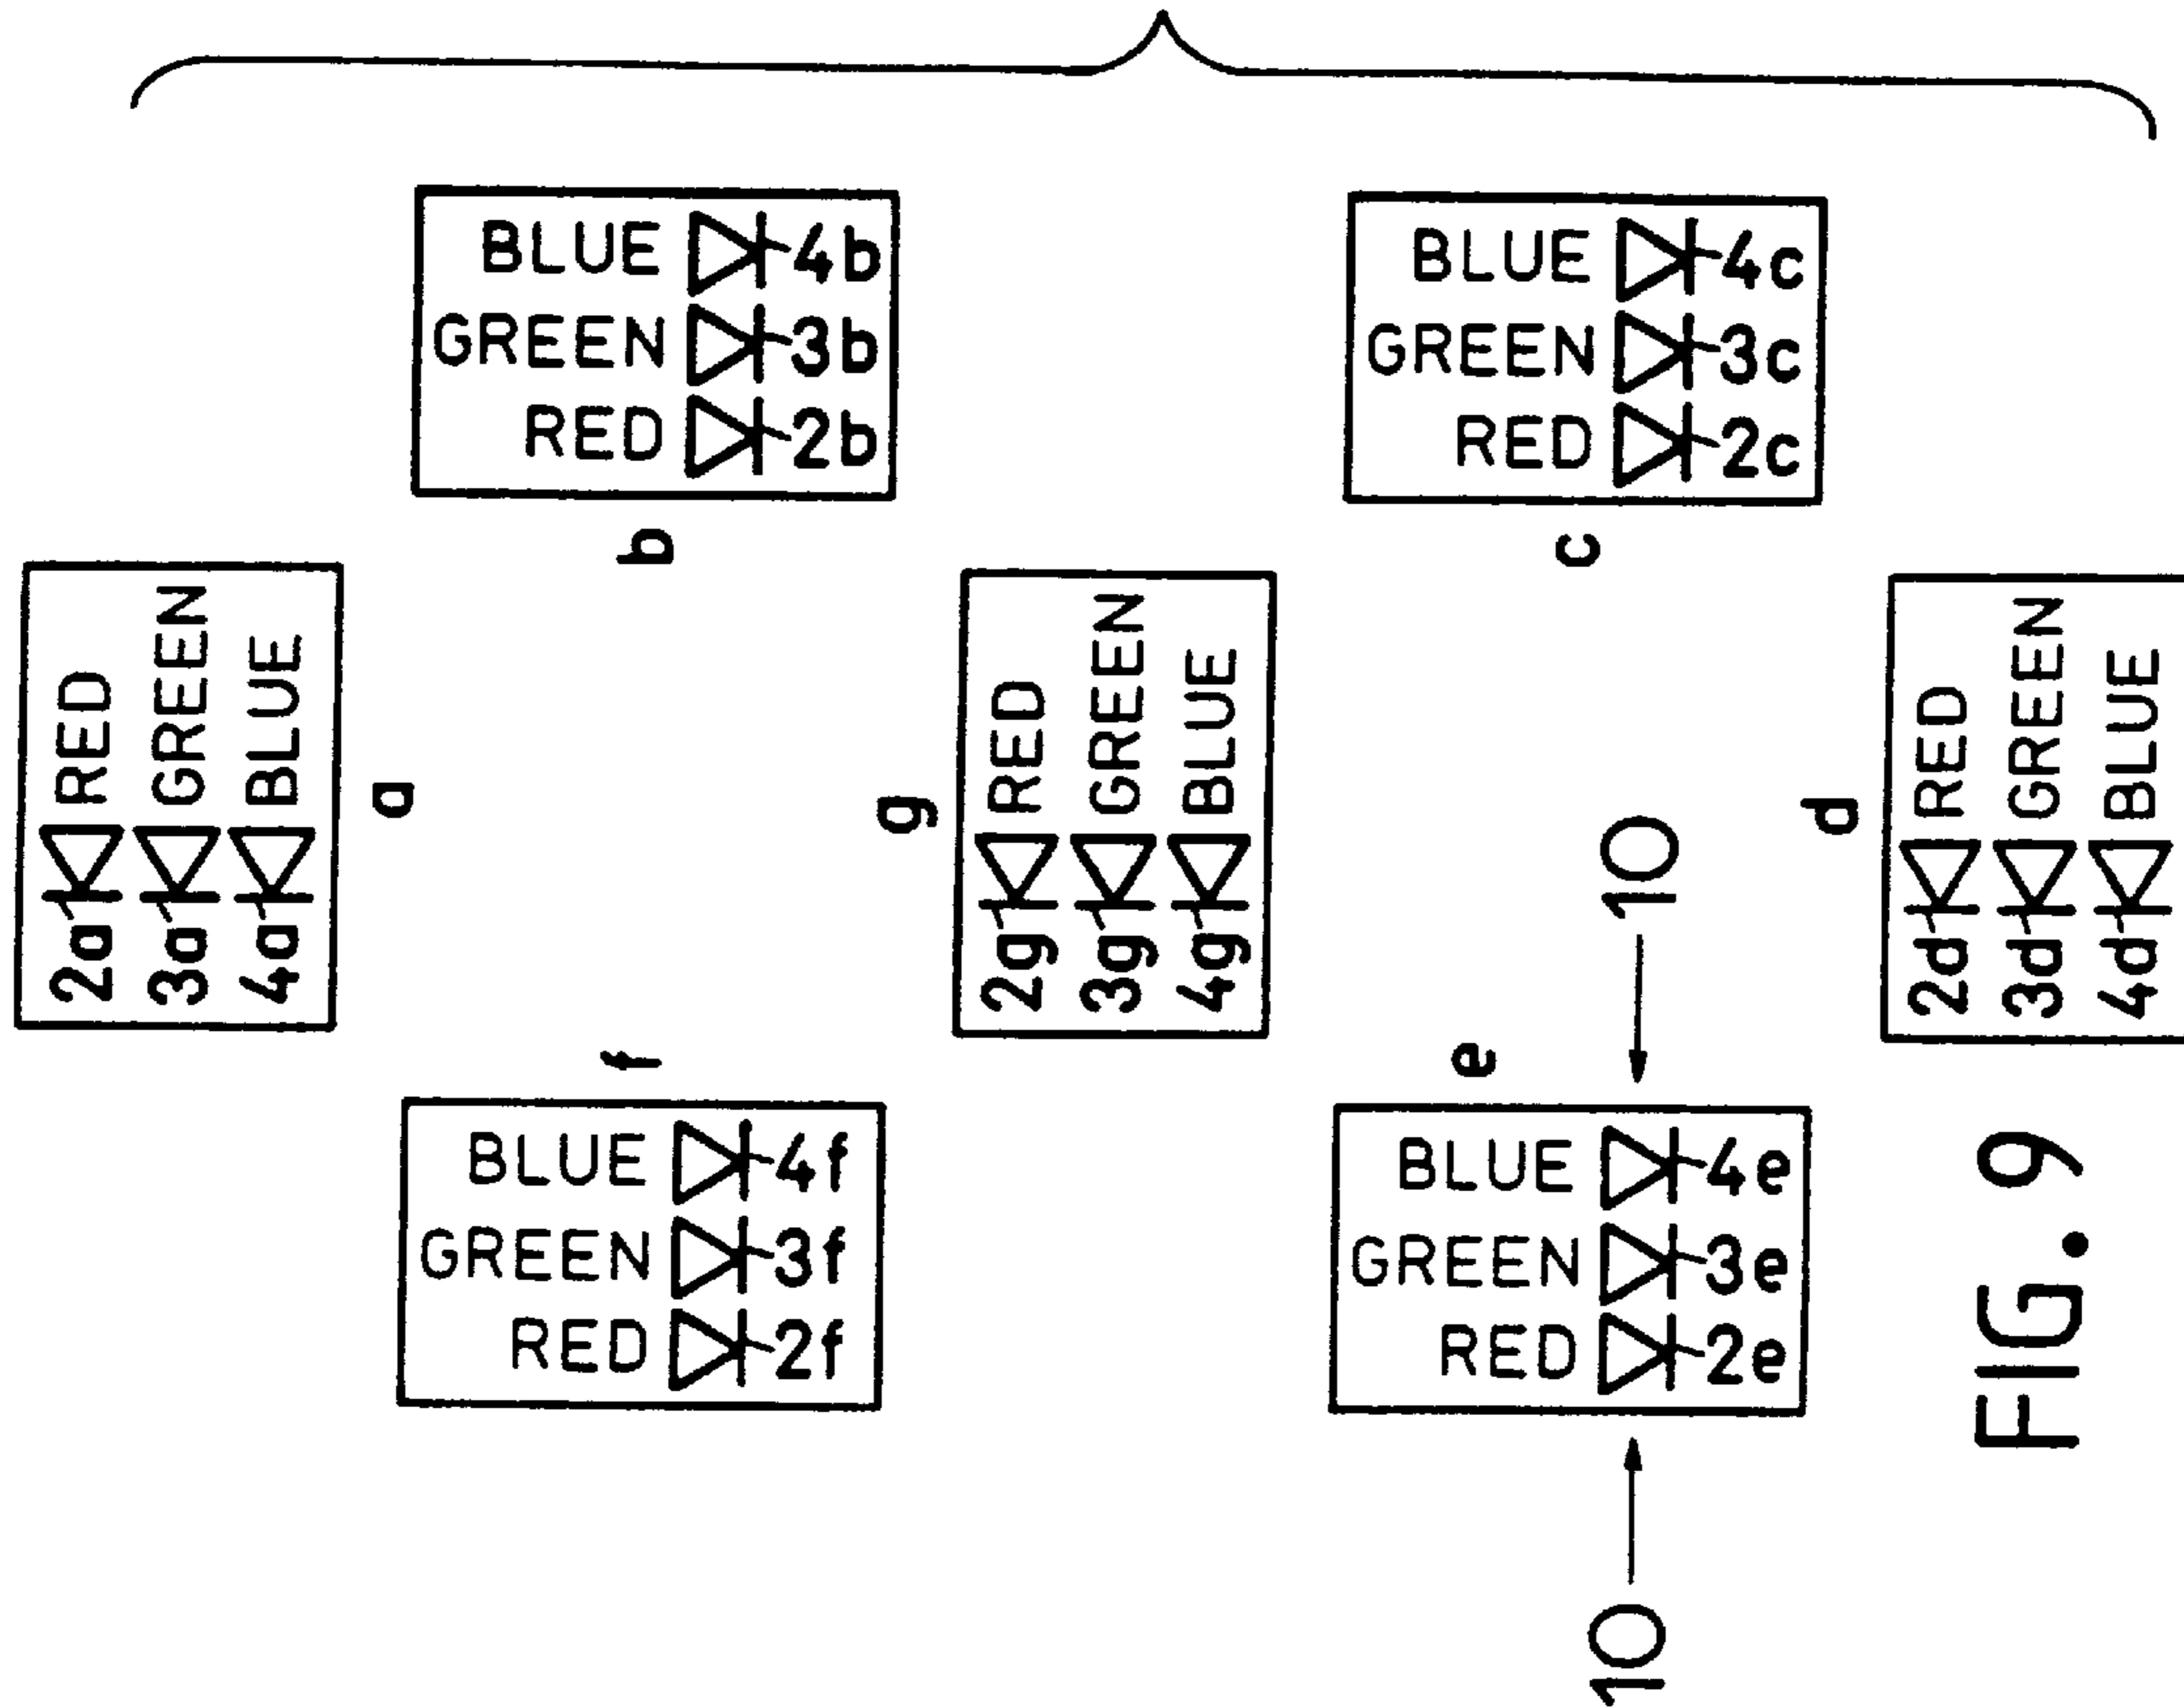 2a RED
3a GREEN
4a BLUE
a
f
b
BLUE 4f
GREEN 3f
RED 2f
BLUE 4b
GREEN 3b
RED 2b
g
2g RED
3g GREEN
4g BLUE
e
c
BLUE 4e
GREEN 3e
RED 2e
10
10
BLUE 4c
GREEN 3c
RED 2c
d
2d RED
3d GREEN
4d BLUE
FIG. 9